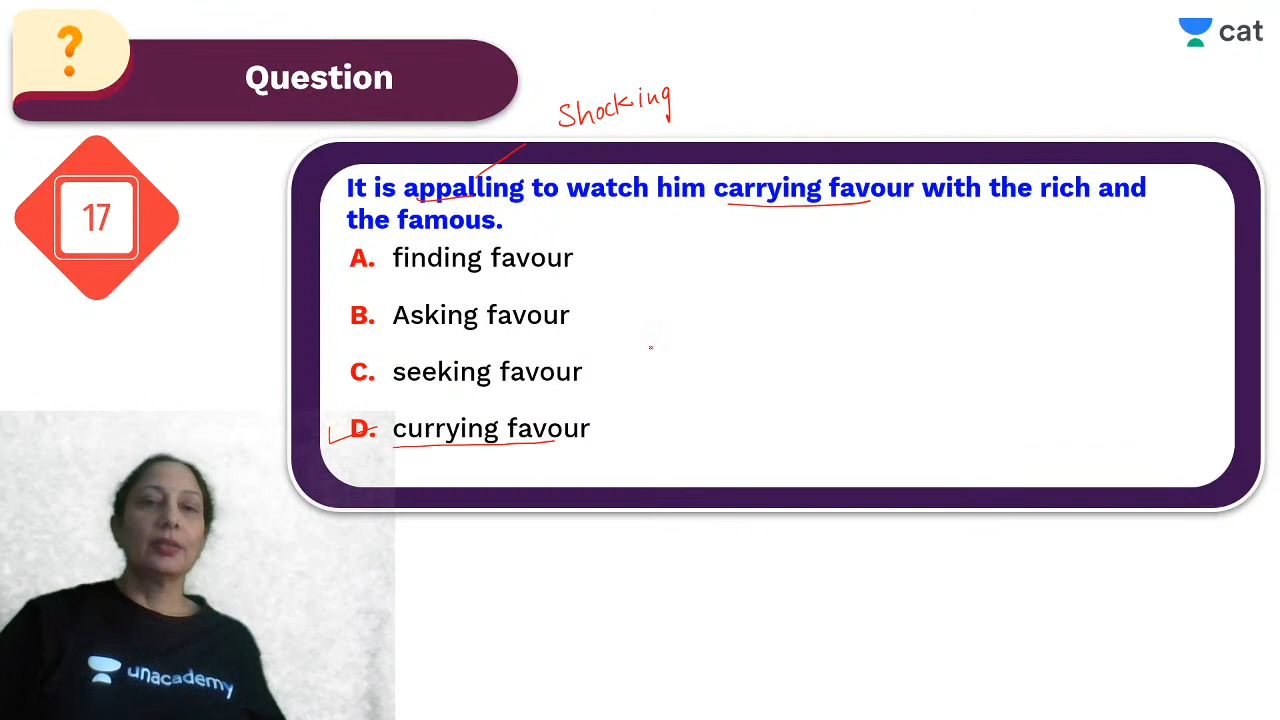 ?
cat
Question
Shocking
17
It is appalling to watch him carrying favour with the rich and
the famous.
A. finding favour
B. Asking favour
C. seeking favour
D. currying favour
unacademy